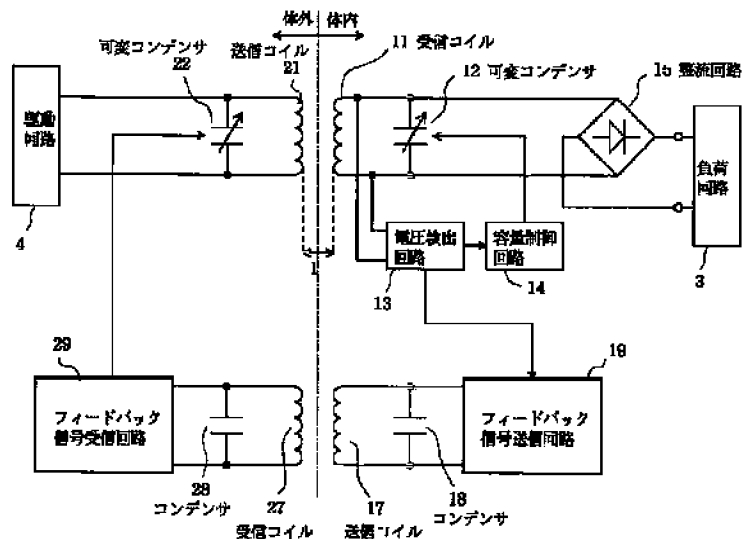 体外 体内
可変コンデンサ
22
送信コイル
21
11 受信コイル
12 可変コンデンサ
15 整流回路
駆動
回路
4
負荷
回路
3
1
電圧検出
回路
13
容量制御
回路
14
29
フィードバック
信号受信回路
19
フィードバック
信号送信回路
28
コンデンサ
27
受信コイル
17
送信コイル
18
コンデンサ